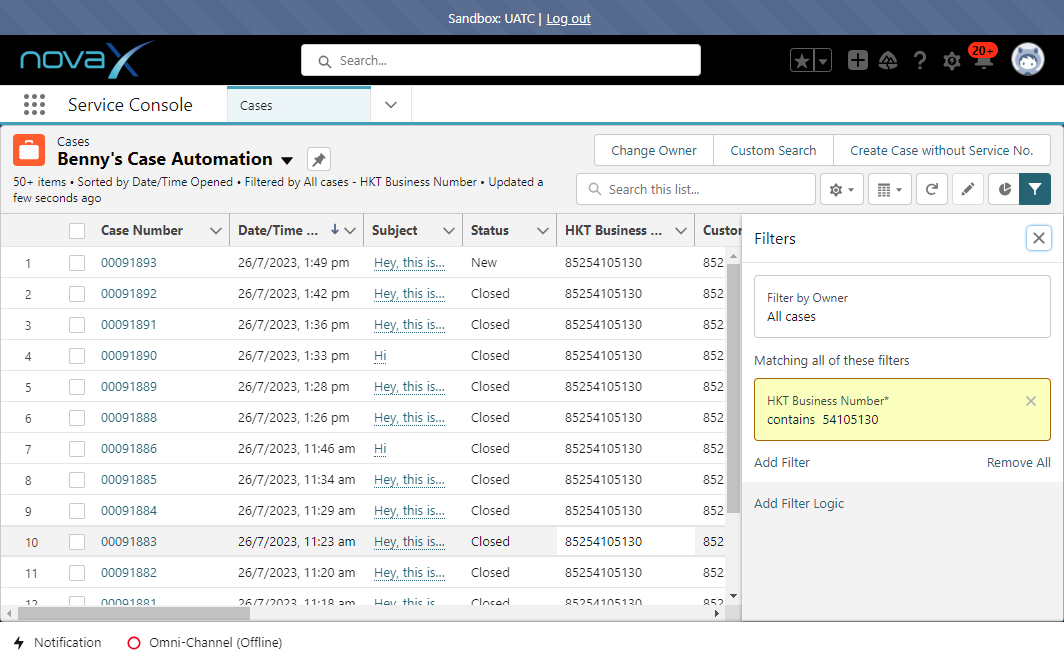 Sandbox: UATC | Log out
novax
Search...
20+
Service Console
Cases
Cases
Benny's Case Automation
50+ items • Sorted by Date/Time Opened • Filtered by All cases - HKT Business Number • Updated a
few seconds ago
Change Owner
Custom Search
Create Case without Service No.
Search this list...
Case Number Date/Time ... Subject Status HKT Business ... Custor
1 00091893 26/7/2023, 1:49 pm Hey, this is... New 85254105130 852
2 00091892 26/7/2023, 1:42 pm Hey, this is... Closed 85254105130 852
3 00091891 26/7/2023, 1:36 pm Hey, this is... Closed 85254105130 852
4 00091890 26/7/2023, 1:33 pm Hi Closed 85254105130 852
5 00091889 26/7/2023, 1:28 pm Hey, this is... Closed 85254105130 852
6 00091888 26/7/2023, 1:26 pm Hey, this is... Closed 85254105130 852
7 00091886 26/7/2023, 11:46 am Hi Closed 85254105130 852
8 00091885 26/7/2023, 11:34 am Hey, this is... Closed 85254105130 852
9 00091884 26/7/2023, 11:29 am Hey, this is... Closed 85254105130 852
10 00091883 26/7/2023, 11:23 am Hey, this is... Closed 85254105130 852
11 00091882 26/7/2023, 11:20 am Hey, this is... Closed 85254105130 852
12 00091881 26/7/2023, 11:18 am Hey, this is... Closed 85254105130 852
Filters
Filter by Owner
All cases
Matching all of these filters
HKT Business Number*
contains 54105130
Add Filter
Remove All
Add Filter Logic
Notification
Omni-Channel (Offline)